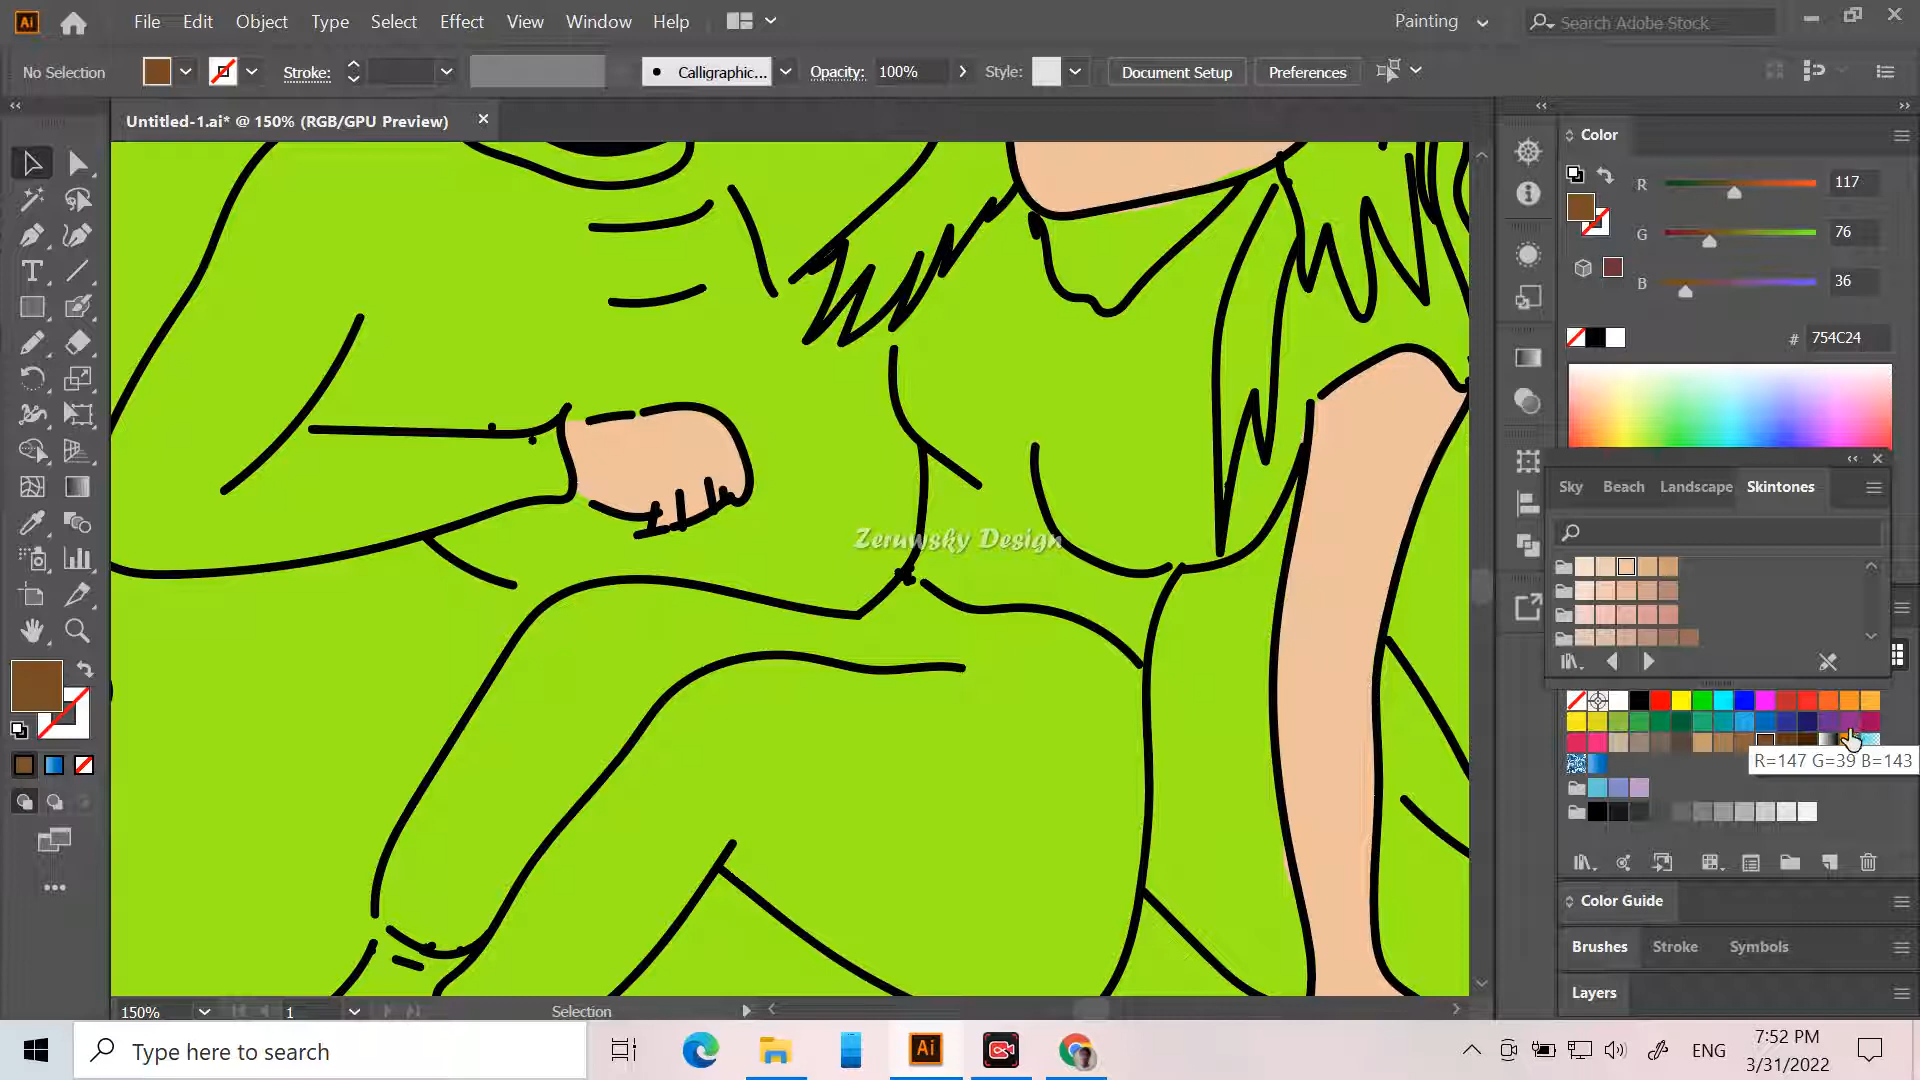 Ai File Edit Object Type Select Effect View Window Help Painting Search Adobe Stock
No Selection Stroke: Calligraphic... Opacity: 100% Style: Document Setup Preferences
Untitled-1.ai* @ 150% (RGB/GPU Preview)
Color
R 117
G 76
B 36
# 754C24
Sky Beach Landscape Skintones
Zeruwsky Design
R=147 G=39 B=143
Color Guide
Brushes Stroke Symbols
Layers
150% 1 Selection
Type here to search
Ai
ENG
7:52 PM
3/31/2022